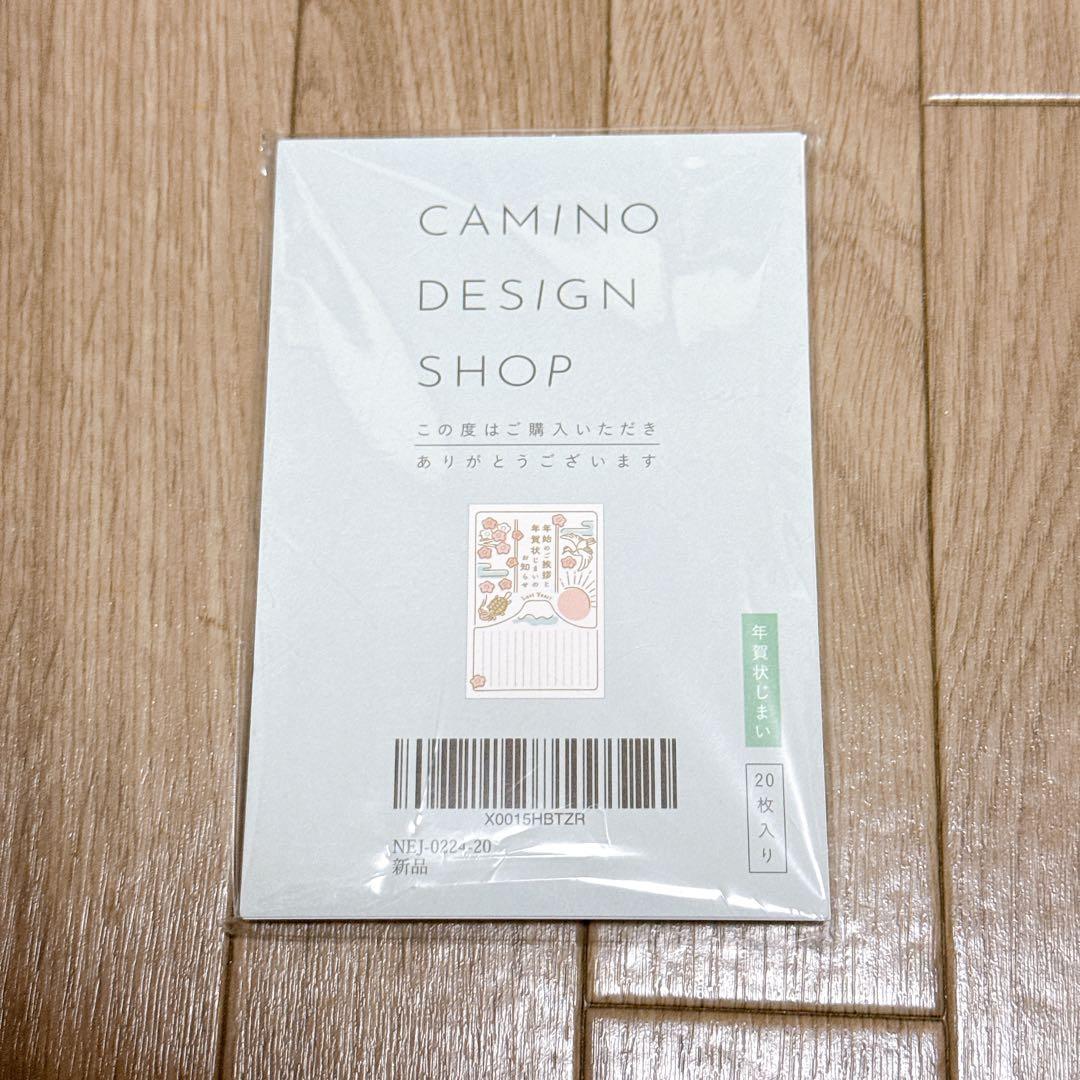 CAMINO
DESIGN
SHOP
この度はご購入いただき
ありがとうございます
年始のご挨拶と
年賀状じまいの
お知らせ
Last Year!
年賀状じまい
20枚入り
X0015HBTZR
NEJ-0224-20
新品